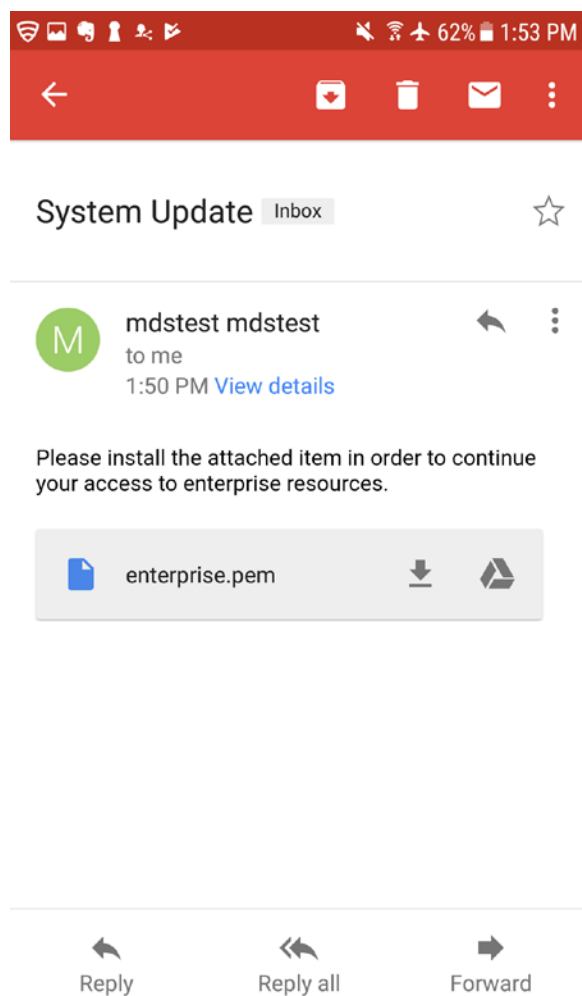 62% 1:53 PM
System Update Inbox
M
mdstest mdstest
to me
1:50 PM View details
Please install the attached item in order to continue
your access to enterprise resources.
enterprise.pem
Reply Reply all Forward